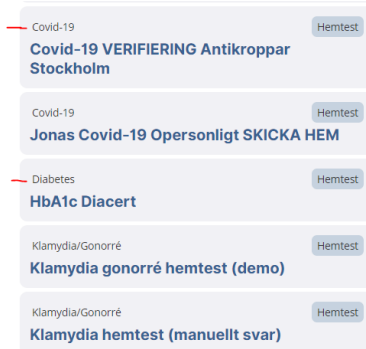 Covid-19
Hemtest
Covid-19 VERIFIERING Antikroppar
Stockholm
Covid-19
Hemtest
Jonas Covid-19 Opersonligt SKICKA HEM
Diabetes
Hemtest
HbA1c Diacert
Klamydia/Gonorré
Hemtest
Klamydia gonorré hemtest (demo)
Klamydia/Gonorré
Hemtest
Klamydia hemtest (manuellt svar)